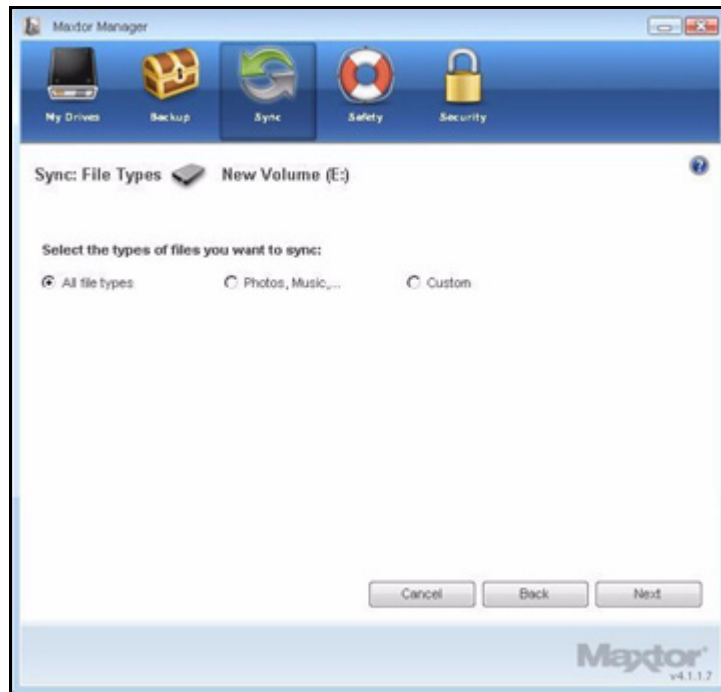 Maxtor Manager
My Drives Backup Sync Safety Security
Sync: File Types New Volume (E:)
Select the types of files you want to sync:
All file types Photos, Music,... Custom
Cancel Back Next
Maxtor
v4.1.1.7